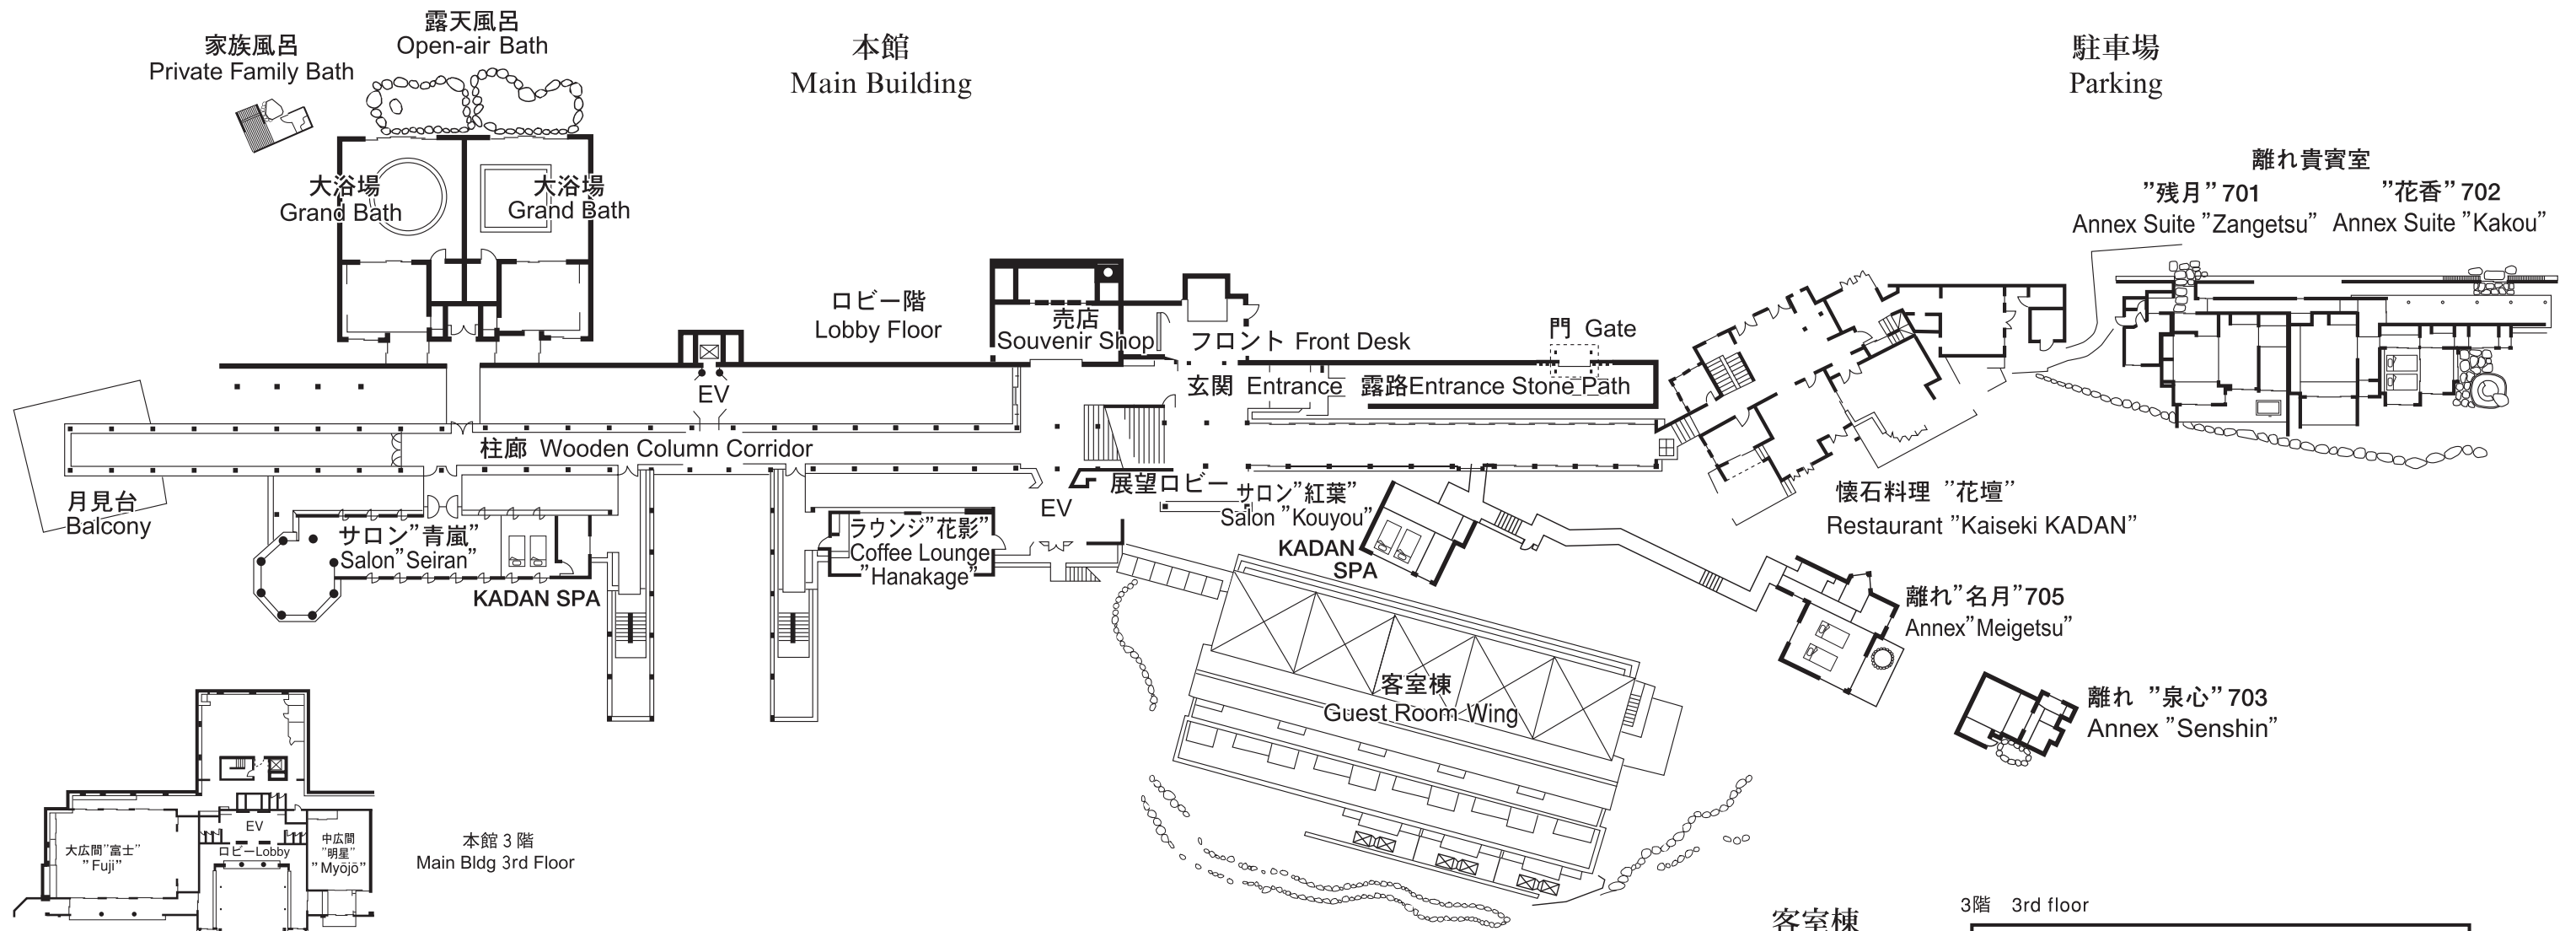 家族風呂
Private Family Bath
露天風呂
Open-air Bath
本館
Main Building
駐車場
Parking
離れ貴賓室
”残月” 701
Annex Suite ”Zangetsu”
”花香” 702
Annex Suite ”Kakou”
大浴場
Grand Bath
大浴場
Grand Bath
ロビー階
Lobby Floor
売店
Souvenir Shop
フロント Front Desk
門 Gate
EV
玄関 Entrance
露路Entrance Stone Path
柱廊 Wooden Column Corridor
月見台
Balcony
展望ロビー
EV
サロン”紅葉”
Salon ”Kouyou”
KADAN
SPA
懐石料理 ”花壇”
Restaurant ”Kaiseki KADAN”
サロン”青嵐”
Salon”Seiran”
KADAN SPA
ラウンジ”花影”
Coffee Lounge
”Hanakage”
離れ”名月”705
Annex”Meigetsu”
客室棟
Guest Room Wing
離れ ”泉心” 703
Annex ”Senshin”
EV
ロビーLobby
大広間”富士”
”Fuji”
中広間
”明星”
”Myōjō”
本館 3 階
Main Bldg 3rd Floor
客室棟
3階 3rd floor